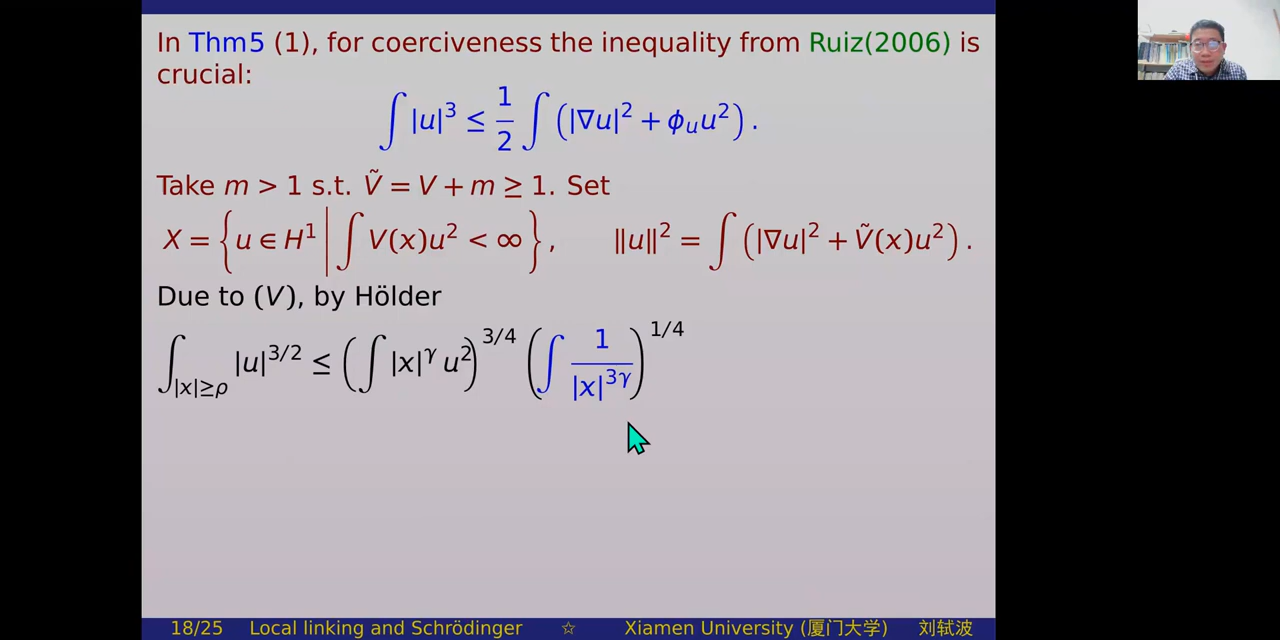 In Thm5 (1), for coerciveness the inequality from Ruiz(2006) is
crucial:
∫ |u|³ ≤ 1/2 ∫ (|∇u|² + ϕ_u u²) .
Take m > 1 s.t. Ṽ = V + m ≥ 1. Set
X = { u ∈ H¹ | ∫ V(x)u² < ∞ } ,  ‖u‖² = ∫ (|∇u|² + Ṽ(x)u²) .
Due to (V), by Hölder
∫_{|x|≥ρ} |u|^{3/2} ≤ (∫ |x|^γ u²)^{3/4} (∫ 1/|x|^{3γ})^{1/4}
18/25 Local linking and Schrödinger ☆ Xiamen University (厦门大学) 刘轼波